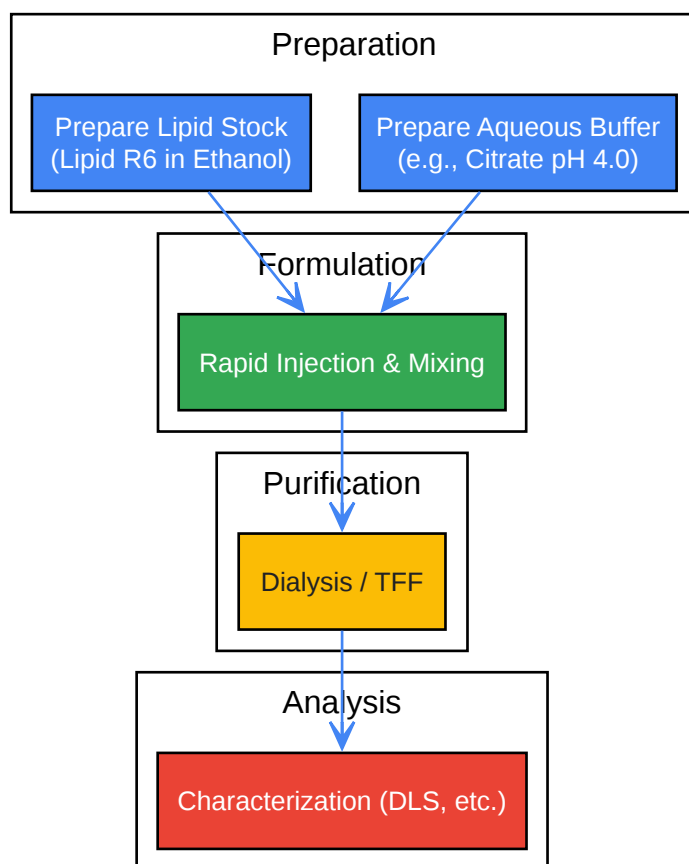 Preparation
Prepare Lipid Stock
(Lipid R6 in Ethanol)
Prepare Aqueous Buffer
(e.g., Citrate pH 4.0)
Formulation
Rapid Injection & Mixing
Purification
Dialysis / TFF
Analysis
Characterization (DLS, etc.)